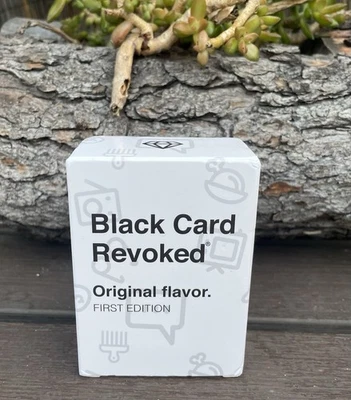 Black Card
Revoked
Original flavor.
FIRST EDITION